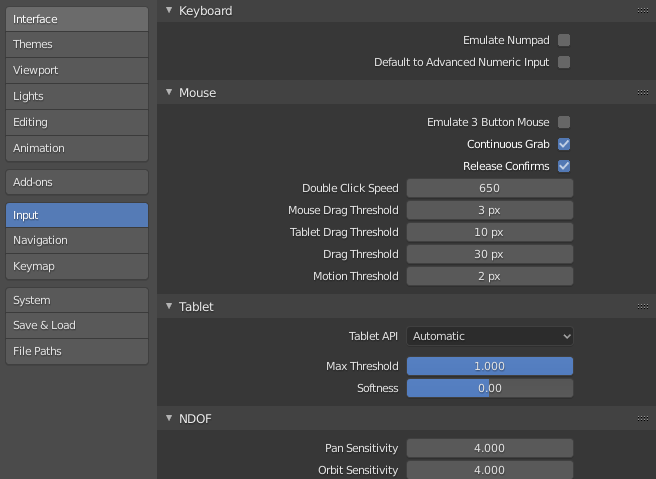 Interface
Themes
Viewport
Lights
Editing
Animation
Add-ons
Input
Navigation
Keymap
System
Save & Load
File Paths
Keyboard
Emulate Numpad
Default to Advanced Numeric Input
Mouse
Emulate 3 Button Mouse
Continuous Grab
Release Confirms
Double Click Speed 650
Mouse Drag Threshold 3 px
Tablet Drag Threshold 10 px
Drag Threshold 30 px
Motion Threshold 2 px
Tablet
Tablet API Automatic
Max Threshold 1.000
Softness 0.00
NDOF
Pan Sensitivity 4.000
Orbit Sensitivity 4.000